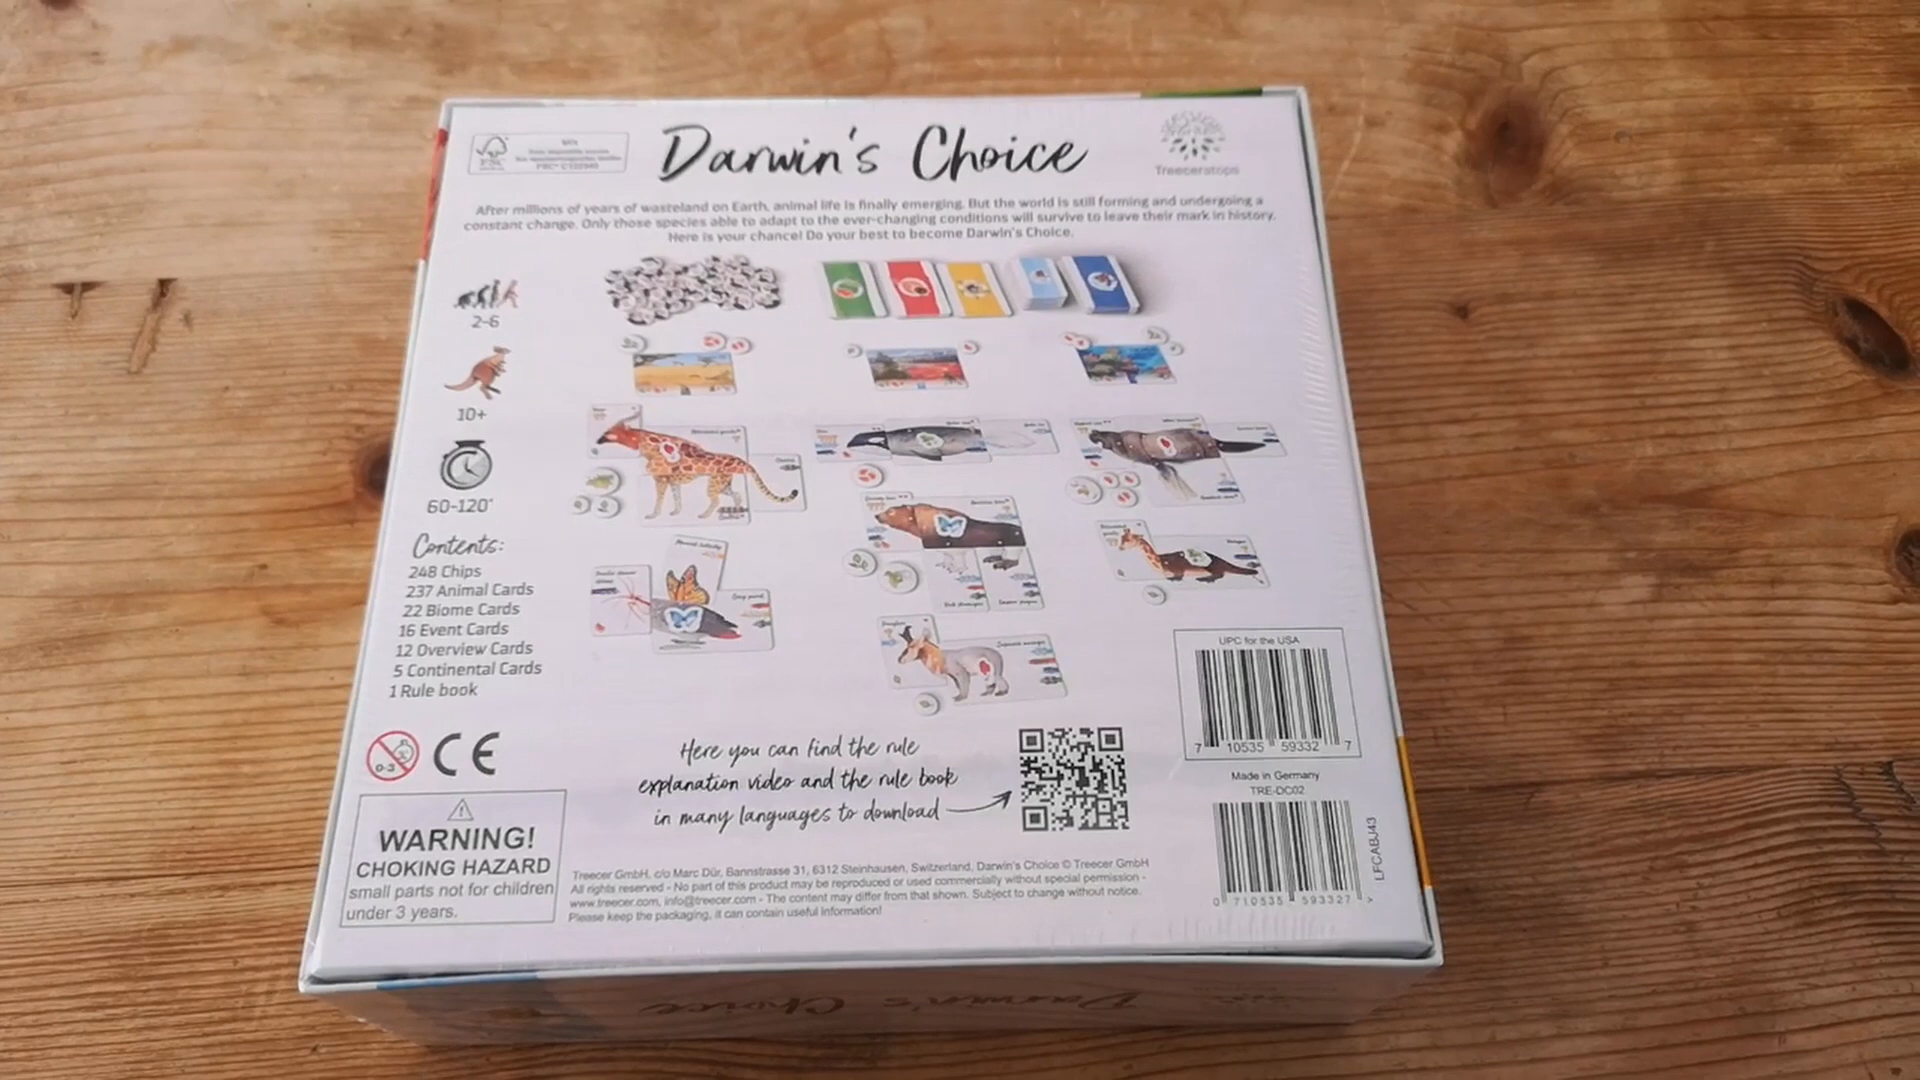 Darwin's Choice
FSC
MIX
FSC® C122940
Treeceratops
After millions of years of wasteland on Earth, animal life is finally emerging. But the world is still forming and undergoing a
constant change. Only those species able to adapt to the ever-changing conditions will survive to leave their mark in history.
Here is your chance! Do your best to become Darwin's Choice.
2-6
10+
60-120'
Contents:
248 Chips
237 Animal Cards
22 Biome Cards
16 Event Cards
12 Overview Cards
5 Continental Cards
1 Rule book
0-3
CE
WARNING!
CHOKING HAZARD
small parts not for children
under 3 years.
Here you can find the rule
explanation video and the rule book
in many languages to download
Treecer GmbH, c/o Marc Dür, Bannstrasse 31, 6312 Steinhausen, Switzerland, Darwin's Choice © Treecer GmbH
All rights reserved - No part of this product may be reproduced or used commercially without special permission -
www.treecer.com, info@treecer.com - The content may differ from that shown. Subject to change without notice.
Please keep the packaging, it can contain useful information!
UPC for the USA
7 10535 59332 7
Made in Germany
TRE-DC02
0 710535 593327 >
LFCABJ43
Darwin's Choice